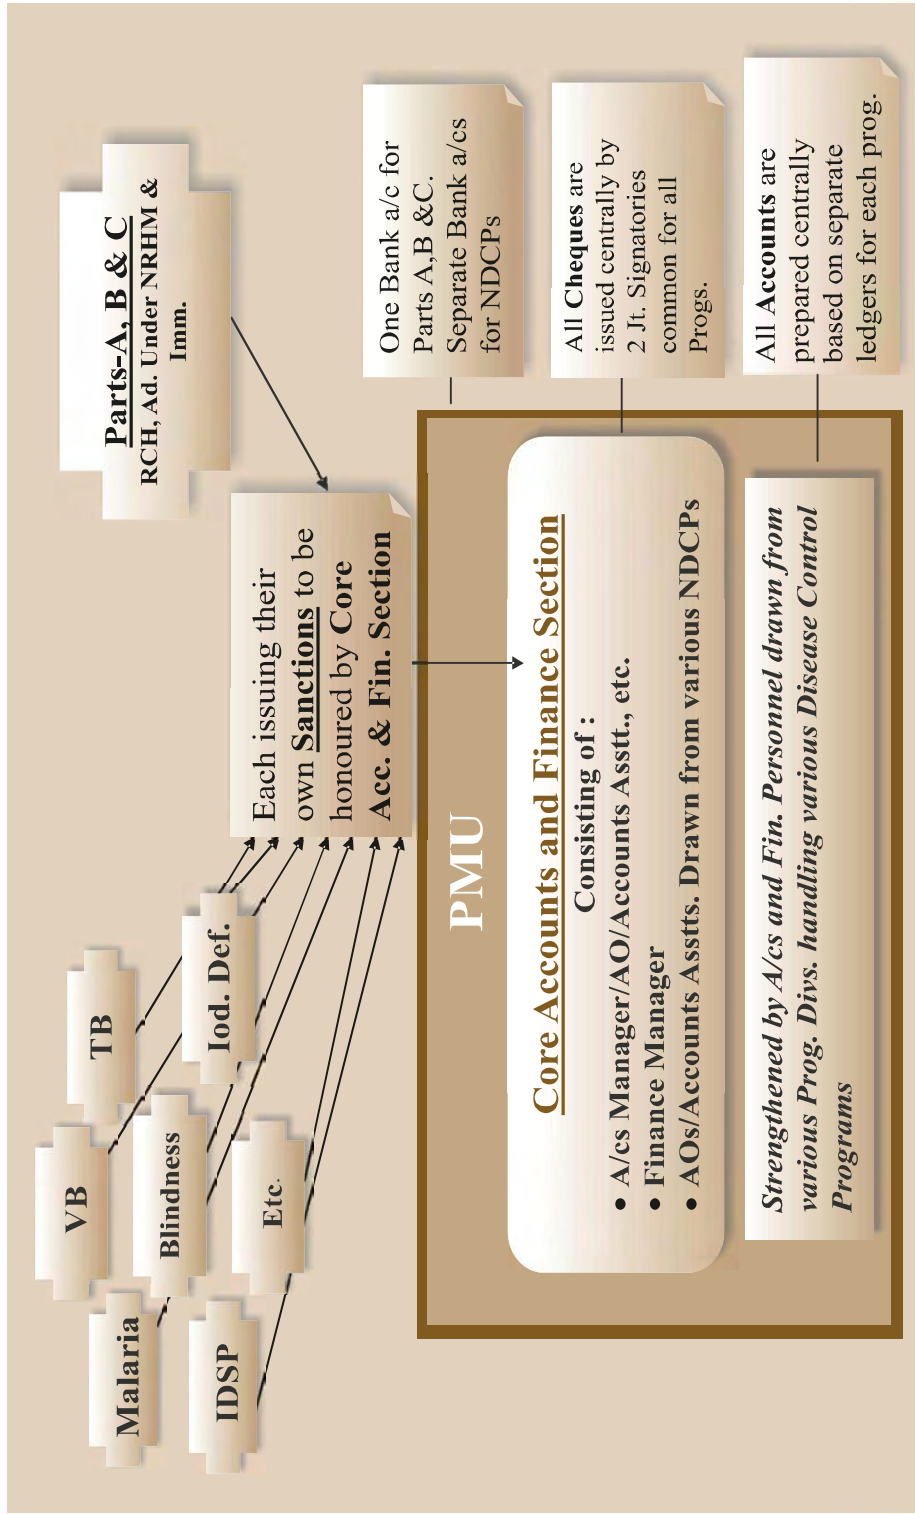 Malaria
VB
TB
IDSP
Blindness
Iod. Def.
Etc.
Parts-A, B & C
RCH, Ad. Under NRHM &
Imm.
Each issuing their
own Sanctions to be
honoured by Core
Acc. & Fin. Section
PMU
Core Accounts and Finance Section
Consisting of :
• A/cs Manager/AO/Accounts Asstt., etc.
• Finance Manager
• AOs/Accounts Asstts. Drawn from various NDCPs
Strengthened by A/cs and Fin. Personnel drawn from
various Prog. Divs. handling various Disease Control
Programs
One Bank a/c for
Parts A,B &C.
Separate Bank a/cs
for NDCPs
All Cheques are
issued centrally by
2 Jt. Signatories
common for all
Progs.
All Accounts are
prepared centrally
based on separate
ledgers for each prog.